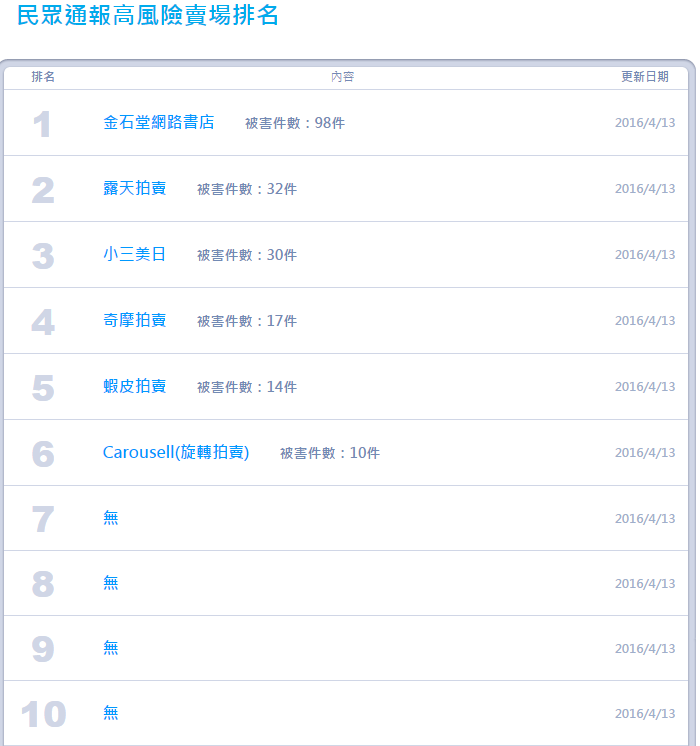 民眾通報高風險賣場排名
排名 內容 更新日期
1 金石堂網路書店 被害件數：98件 2016/4/13
2 露天拍賣 被害件數：32件 2016/4/13
3 小三美日 被害件數：30件 2016/4/13
4 奇摩拍賣 被害件數：17件 2016/4/13
5 蝦皮拍賣 被害件數：14件 2016/4/13
6 Carousell(旋轉拍賣) 被害件數：10件 2016/4/13
7 無 2016/4/13
8 無 2016/4/13
9 無 2016/4/13
10 無 2016/4/13